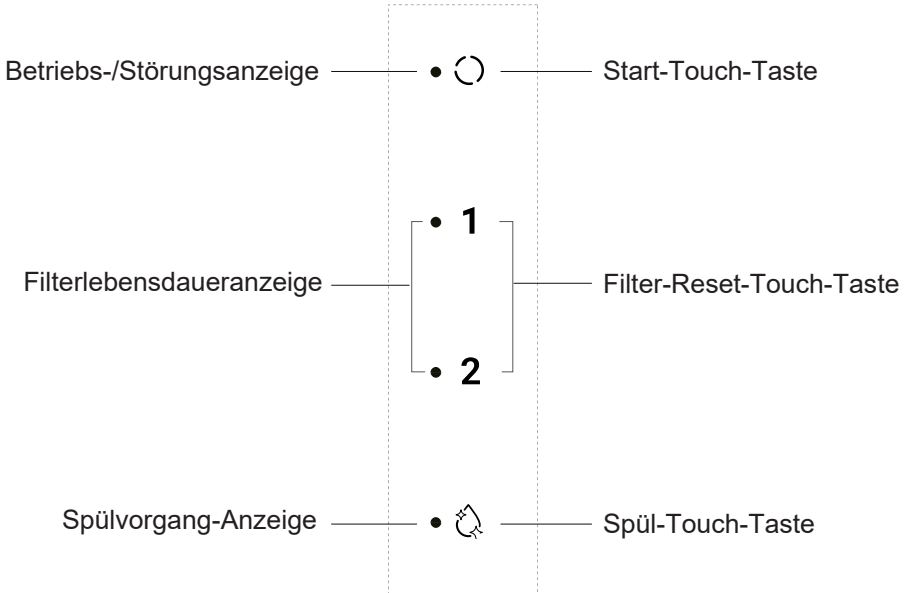 Betriebs-/Störungsanzeige
Start-Touch-Taste
1
Filterlebensdaueranzeige
Filter-Reset-Touch-Taste
2
Spülvorgang-Anzeige
Spül-Touch-Taste